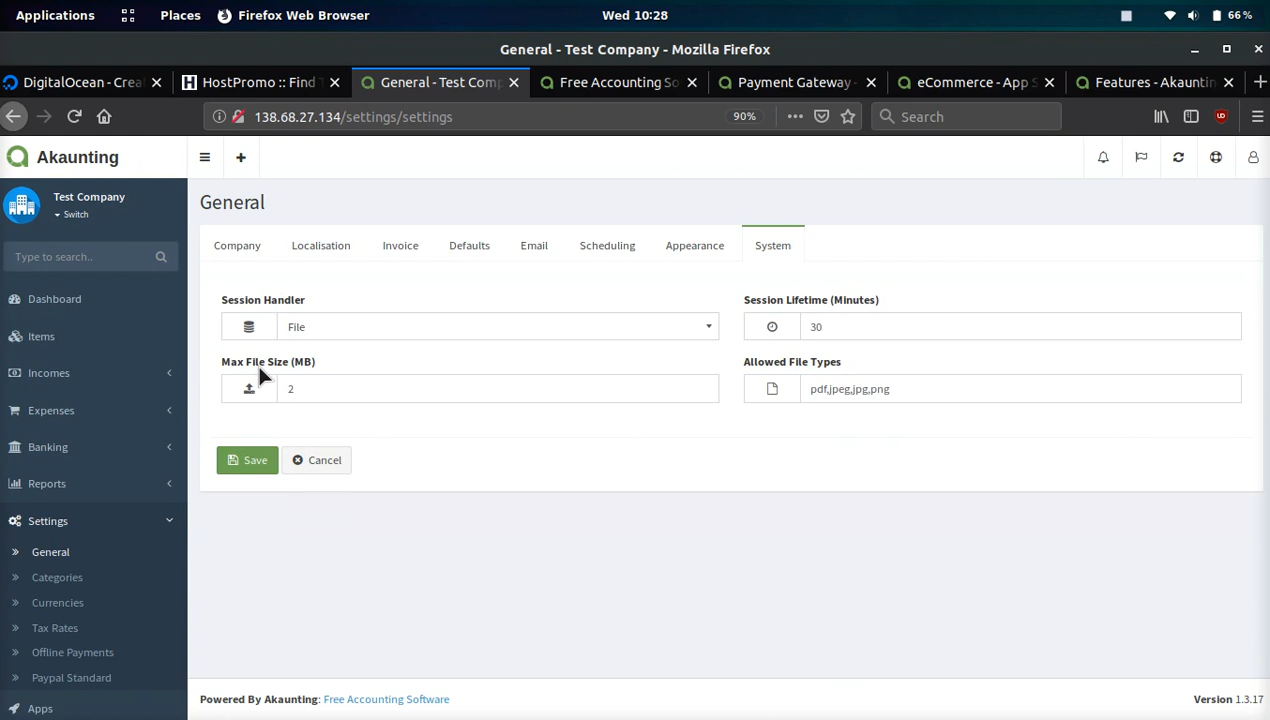 Applications Places Firefox Web Browser Wed 10:28 66%
General - Test Company - Mozilla Firefox
DigitalOcean - Crea HostPromo :: Find General - Test Comp Free Accounting So Payment Gateway - eCommerce - App S Features - Akauntin
138.68.27.134/settings/settings 90% Search
Akaunting
Test Company
Switch
Type to search..
Dashboard
Items
Incomes
Expenses
Banking
Reports
Settings
General
Categories
Currencies
Tax Rates
Offline Payments
Paypal Standard
Apps
General
Company Localisation Invoice Defaults Email Scheduling Appearance System
Session Handler Session Lifetime (Minutes)
File 30
Max File Size (MB) Allowed File Types
2 pdf,jpeg,jpg,png
Save Cancel
Powered By Akaunting: Free Accounting Software Version 1.3.17